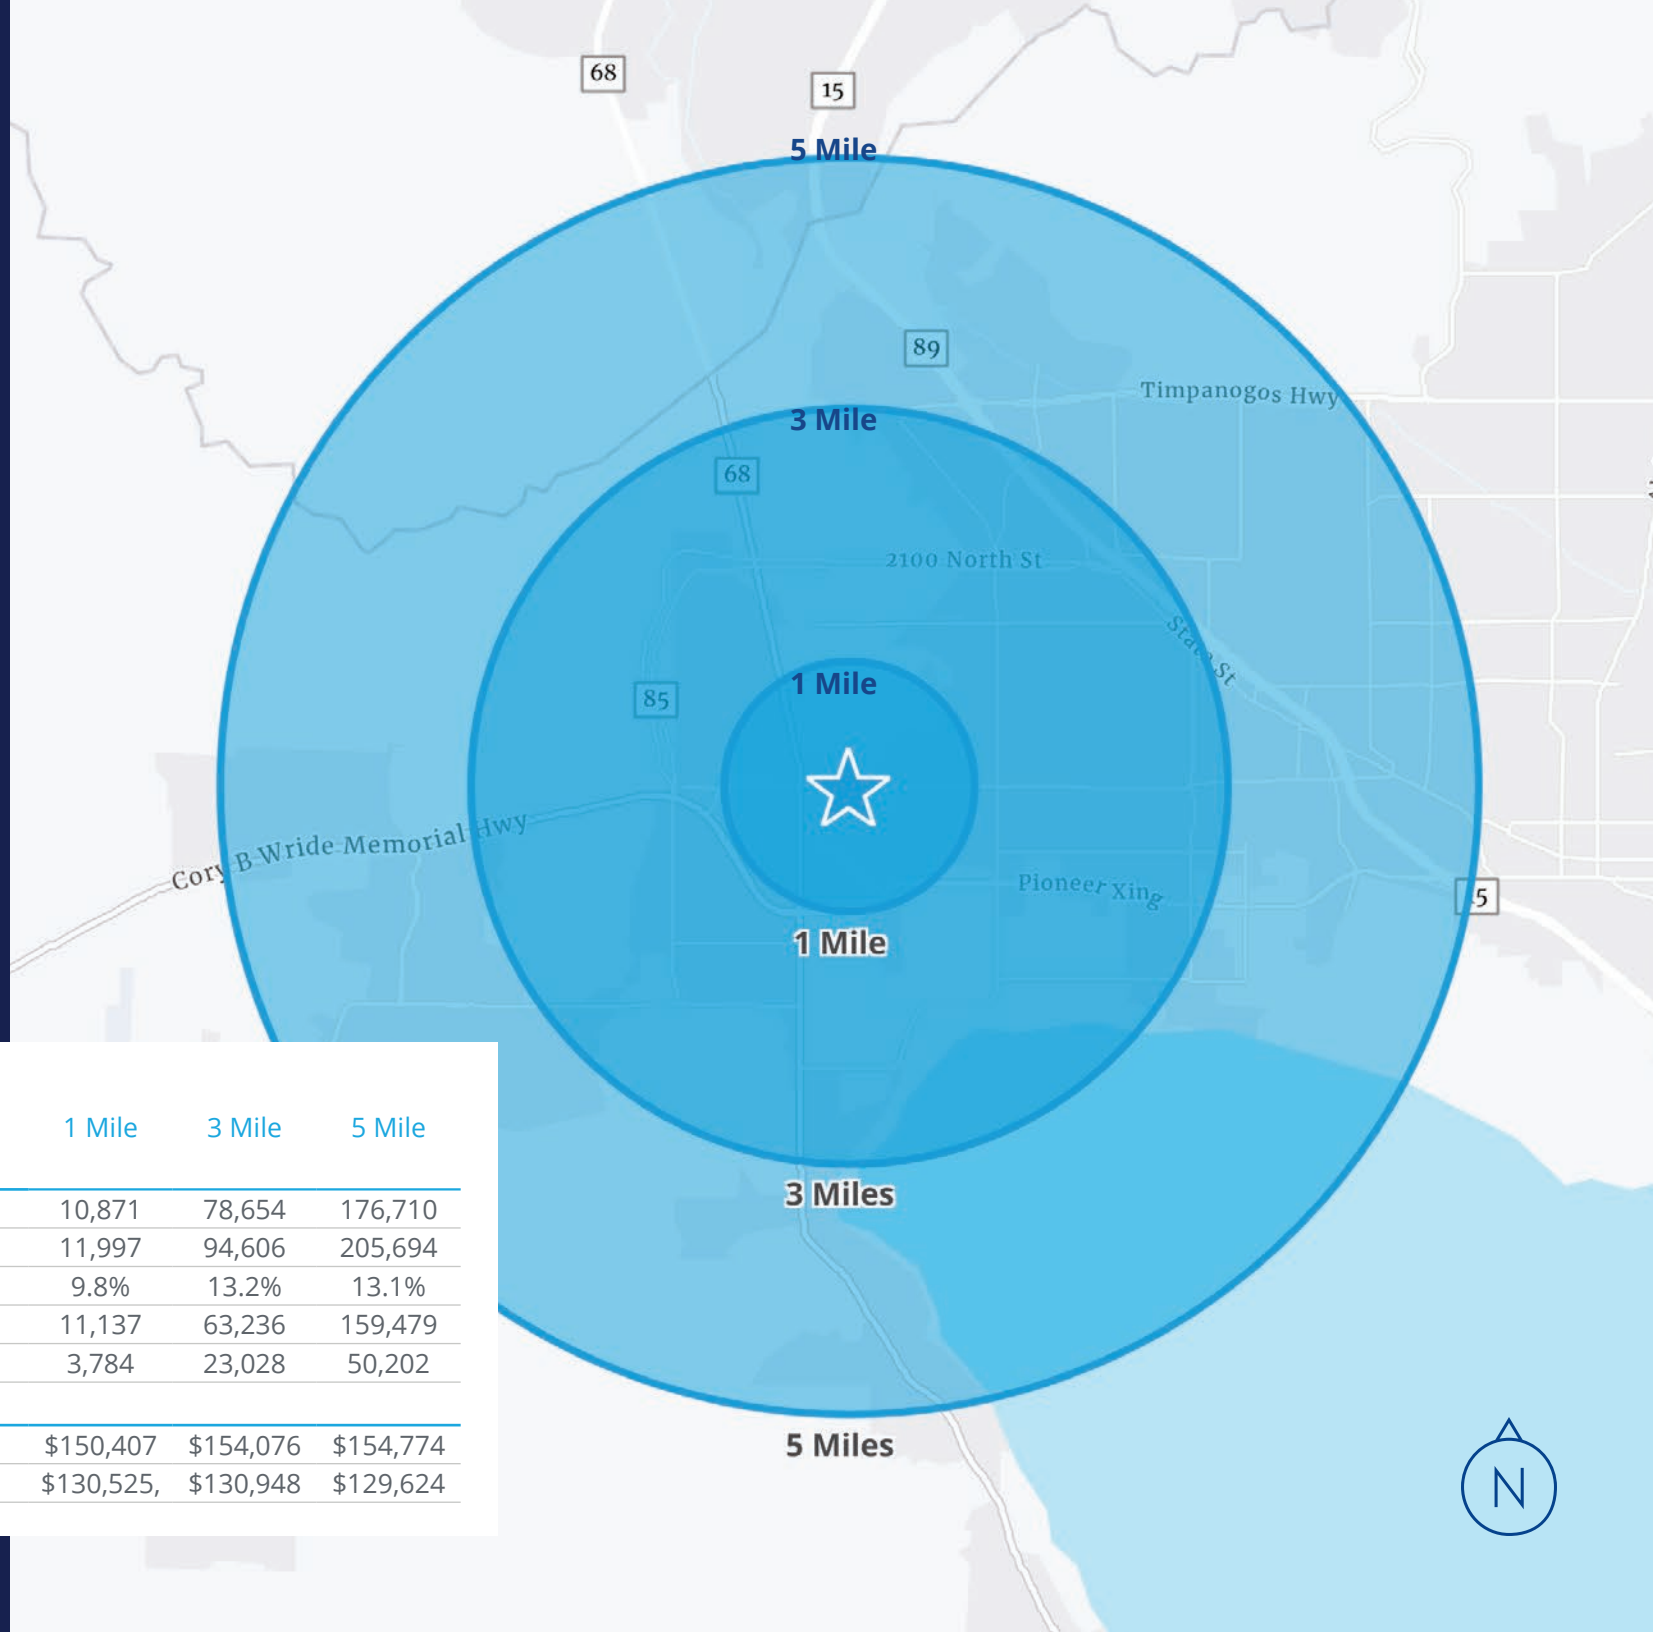 68
15
5 Mile
89
Timpanogos Hwy
3 Mile
68
2100 North St
State St
85
1 Mile
Cory B Wride Memorial Hwy
Pioneer Xing
5
1 Mile
3 Miles
5 Miles
N
1 Mile 3 Mile 5 Mile
10,871 78,654 176,710
11,997 94,606 205,694
9.8% 13.2% 13.1%
11,137 63,236 159,479
3,784 23,028 50,202
$150,407 $154,076 $154,774
$130,525, $130,948 $129,624